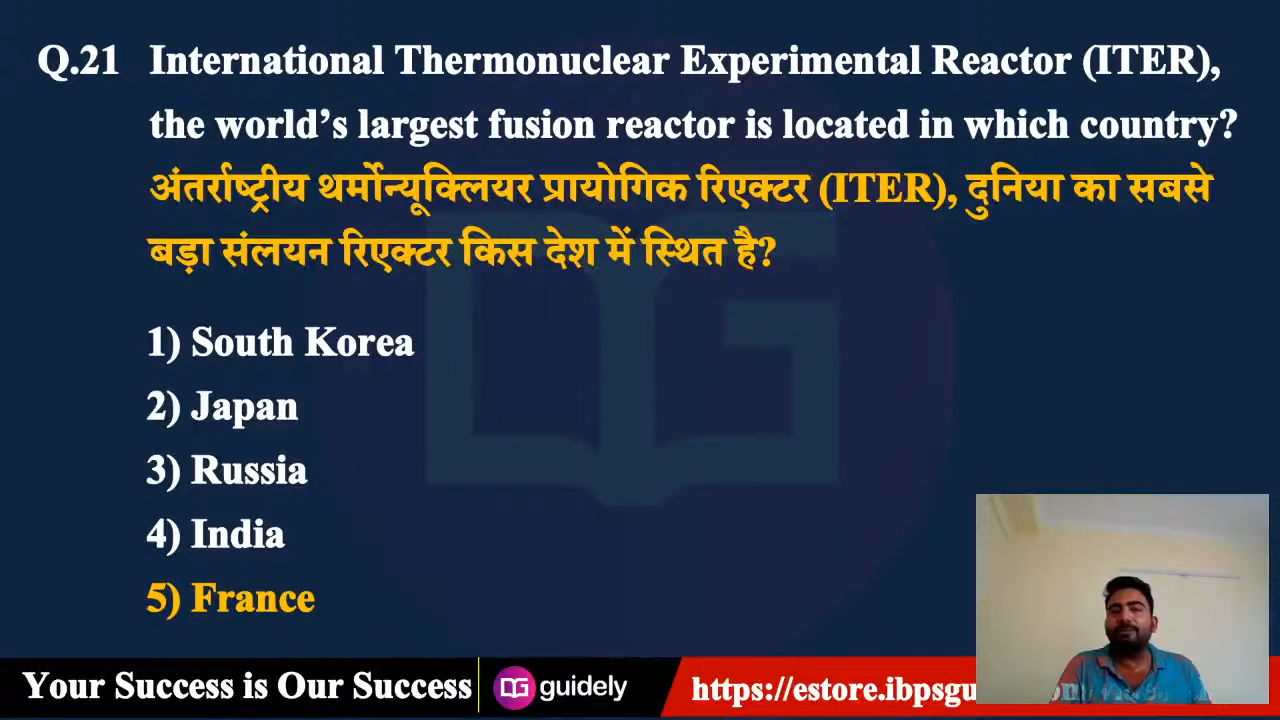 Q.21 International Thermonuclear Experimental Reactor (ITER),
the world’s largest fusion reactor is located in which country?
अंतर्राष्ट्रीय थर्मोन्यूक्लियर प्रायोगिक रिएक्टर (ITER), दुनिया का सबसे
बड़ा संलयन रिएक्टर किस देश में स्थित है?
1) South Korea
2) Japan
3) Russia
4) India
5) France
Your Success is Our Success
guidely
https://estore.ibpsgu